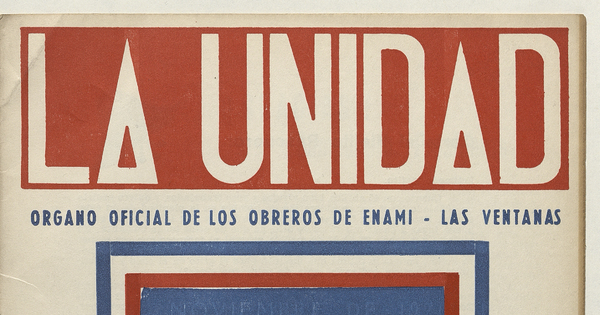 LA UNIDAD
ORGANO OFICIAL DE LOS OBREROS DE ENAMI - LAS VENTANAS